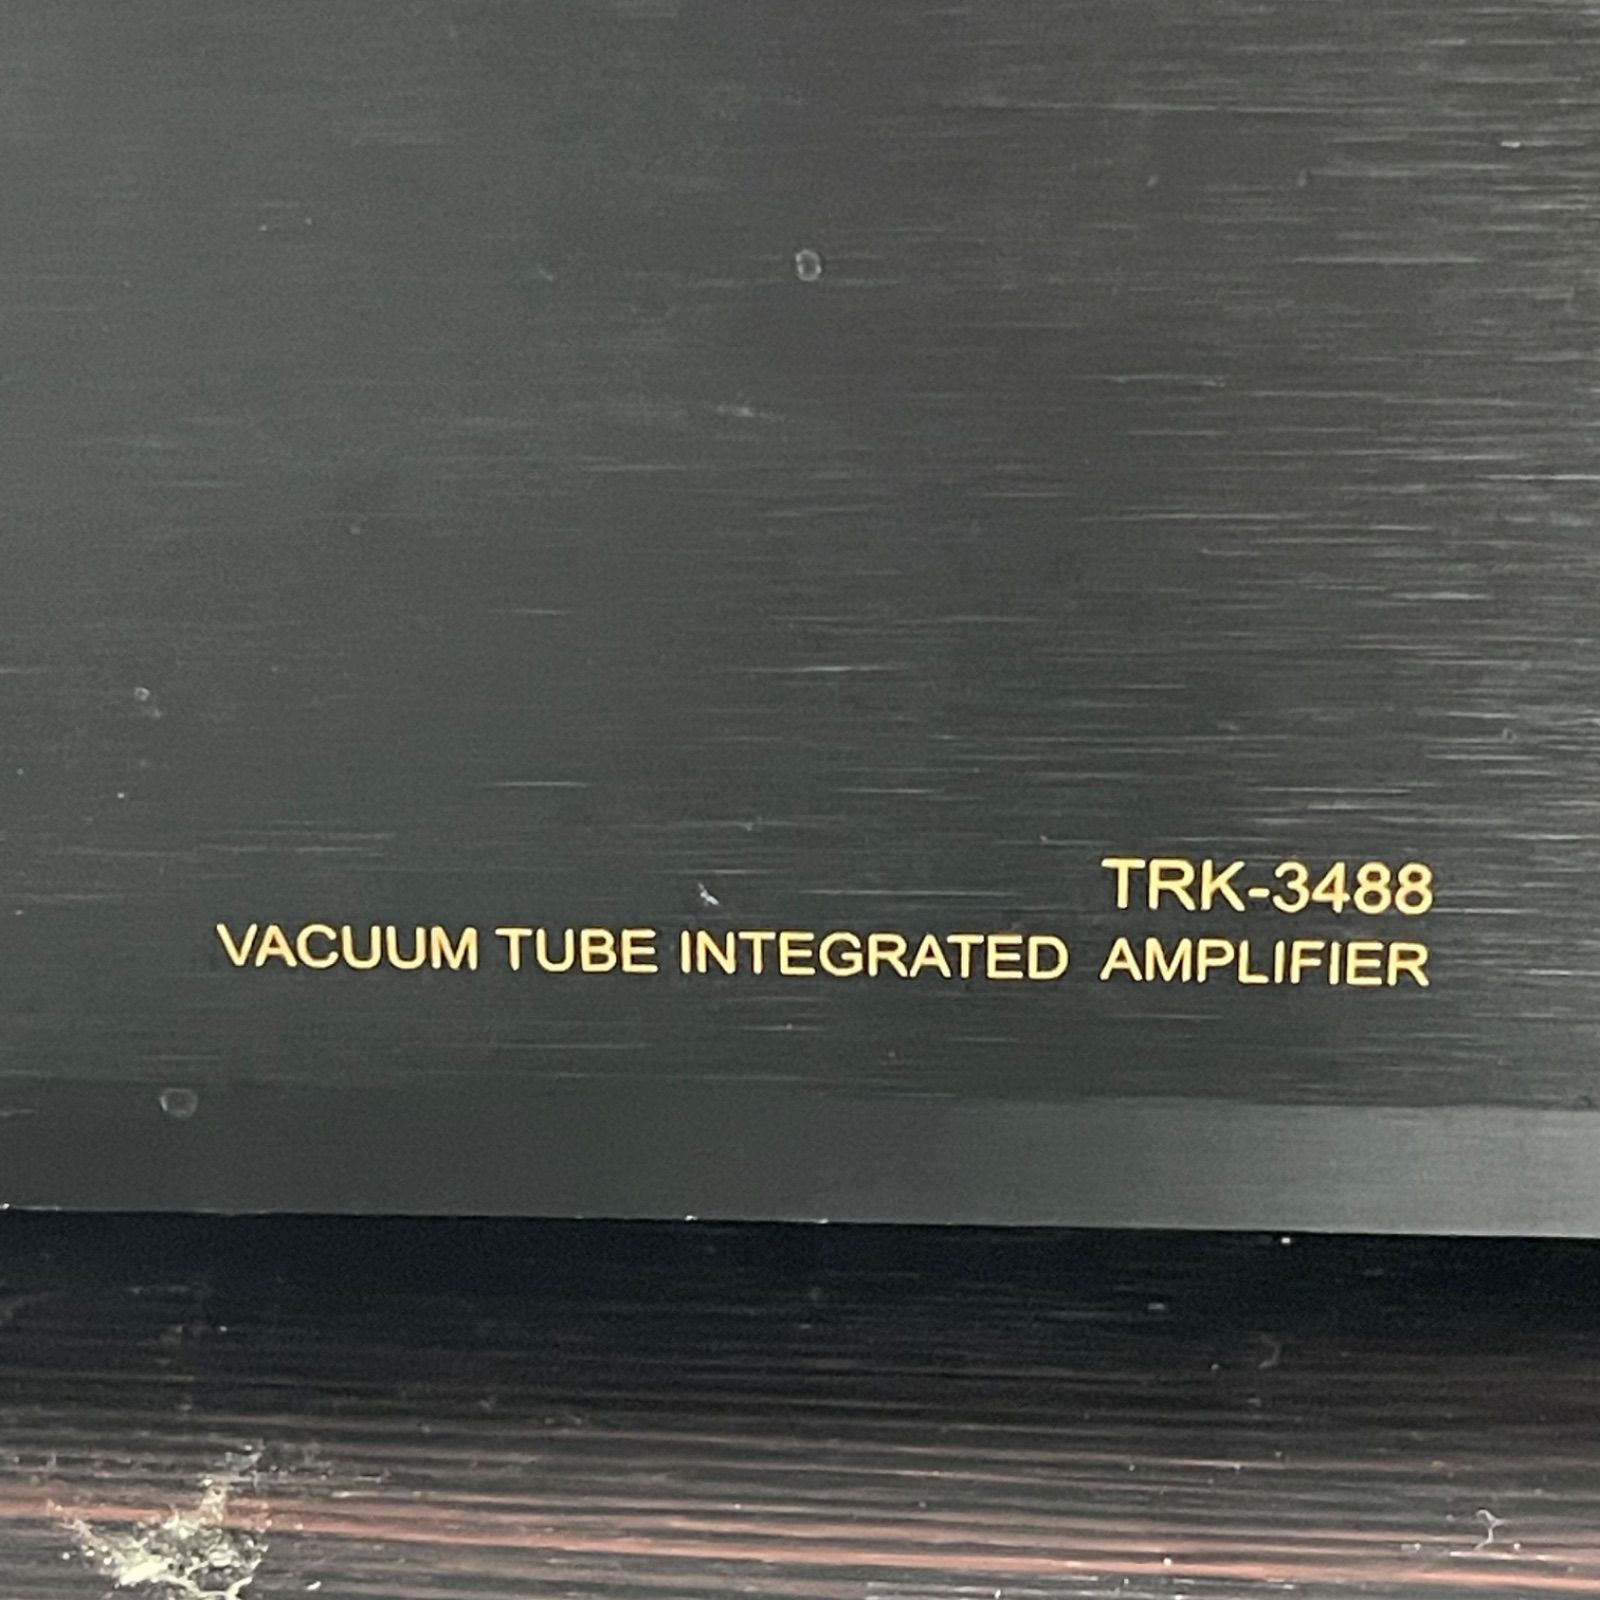 TRK-3488
VACUUM TUBE INTEGRATED AMPLIFIER